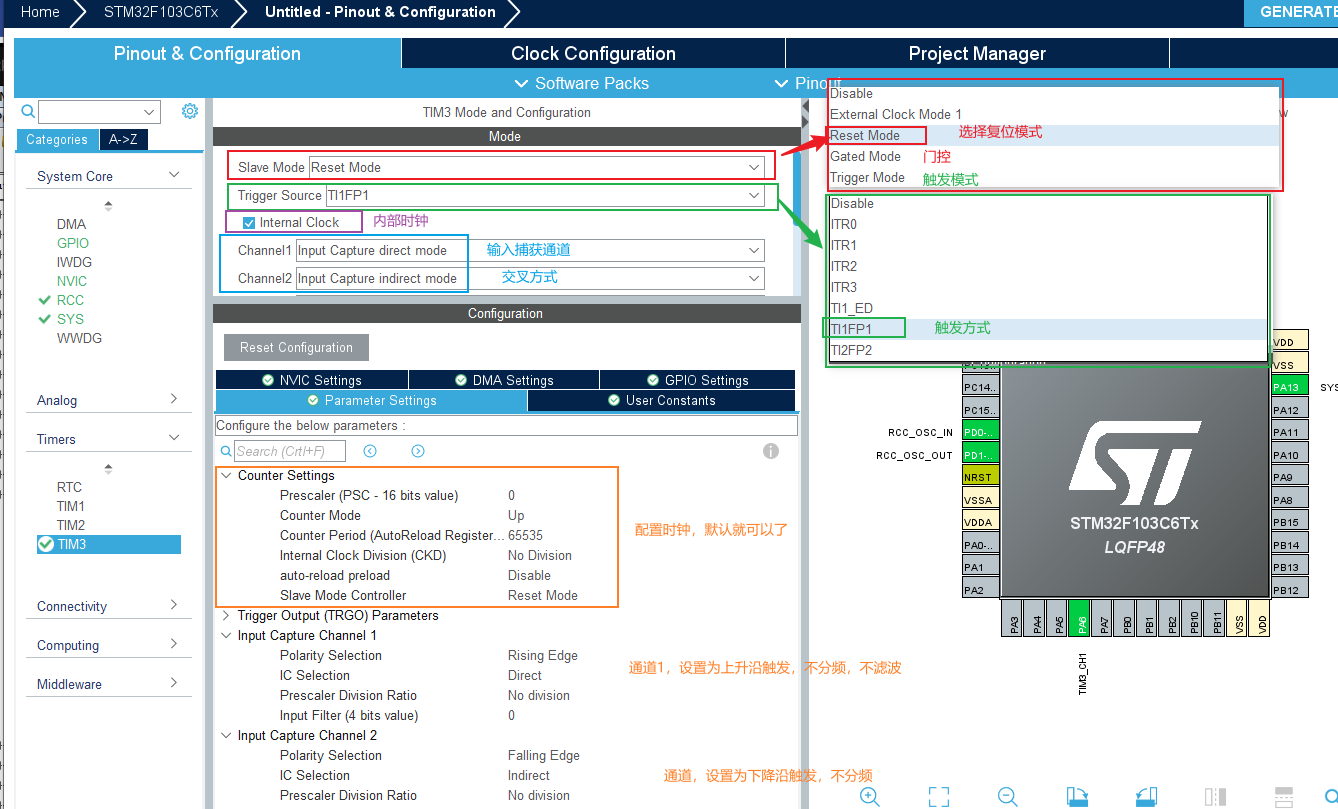 Home
STM32F103C6Tx
Untitled - Pinout & Configuration
GENERATE
Pinout & Configuration
Clock Configuration
Project Manager
Software Packs
Pinout
Categories
A->Z
System Core
DMA
GPIO
IWDG
NVIC
RCC
SYS
WWDG
Analog
Timers
RTC
TIM1
TIM2
TIM3
Connectivity
Computing
Middleware
TIM3 Mode and Configuration
Mode
Slave Mode Reset Mode
Trigger Source TI1FP1
Internal Clock 内部时钟
Channel1 Input Capture direct mode 输入捕获通道
Channel2 Input Capture indirect mode 交叉方式
Configuration
Reset Configuration
NVIC Settings
DMA Settings
GPIO Settings
Parameter Settings
User Constants
Configure the below parameters :
Search (CrtI+F)
Counter Settings
Prescaler (PSC - 16 bits value) 0
Counter Mode Up
Counter Period (AutoReload Register... 65535
Internal Clock Division (CKD) No Division
auto-reload preload Disable
Slave Mode Controller Reset Mode
配置时钟，默认就可以了
Trigger Output (TRGO) Parameters
Input Capture Channel 1
Polarity Selection Rising Edge
IC Selection Direct
Prescaler Division Ratio No division
Input Filter (4 bits value) 0
通道1，设置为上升沿触发，不分频，不滤波
Input Capture Channel 2
Polarity Selection Falling Edge
IC Selection Indirect
Prescaler Division Ratio No division
通道，设置为下降沿触发，不分频
Disable
External Clock Mode 1
Reset Mode 选择复位模式
Gated Mode 门控
Trigger Mode 触发模式
Disable
ITR0
ITR1
ITR2
ITR3
TI1_ED
TI1FP1 触发方式
TI2FP2
PC14..
PC15..
RCC_OSC_IN PD0-..
RCC_OSC_OUT PD1-..
NRST
VSSA
VDDA
PA0-..
PA1
PA2
STM32F103C6Tx
LQFP48
VDD
VSS
PA13 SYS
PA12
PA11
PA10
PA9
PA8
PB15
PB14
PB13
PB12
PA3
PA4
PA5
PA6
PA7
PB0
PB1
PB2
PB10
PB11
VSS
VDD
TIM3_CH1